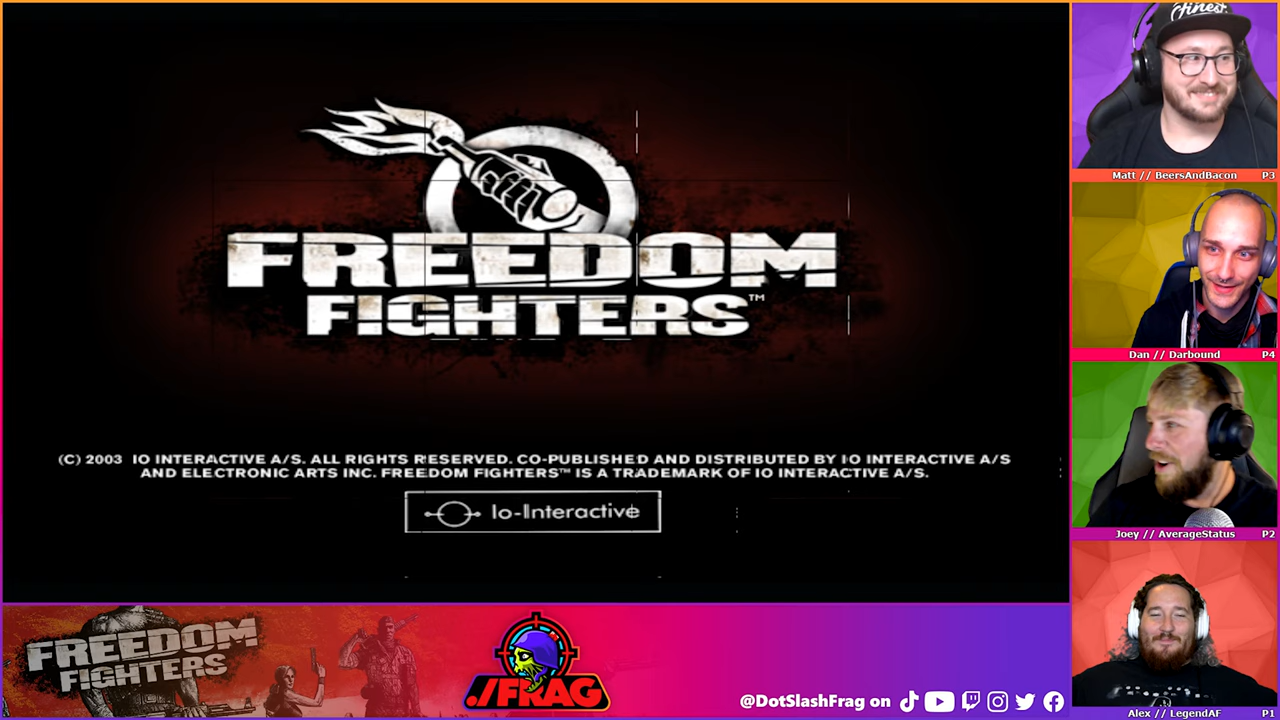 FREEDOM
FIGHTERS™
(C) 2003 IO INTERACTIVE A/S. ALL RIGHTS RESERVED. CO-PUBLISHED AND DISTRIBUTED BY IO INTERACTIVE A/S
AND ELECTRONIC ARTS INC. FREEDOM FIGHTERS™ IS A TRADEMARK OF IO INTERACTIVE A/S.
Io-Interactive
Matt // BeersAndBacon P3
Dan // Darbound P4
Joey // AverageStatus P2
Alex // LegendAF P1
FREEDOM
FIGHTERS
./FRAG
@DotSlashFrag on